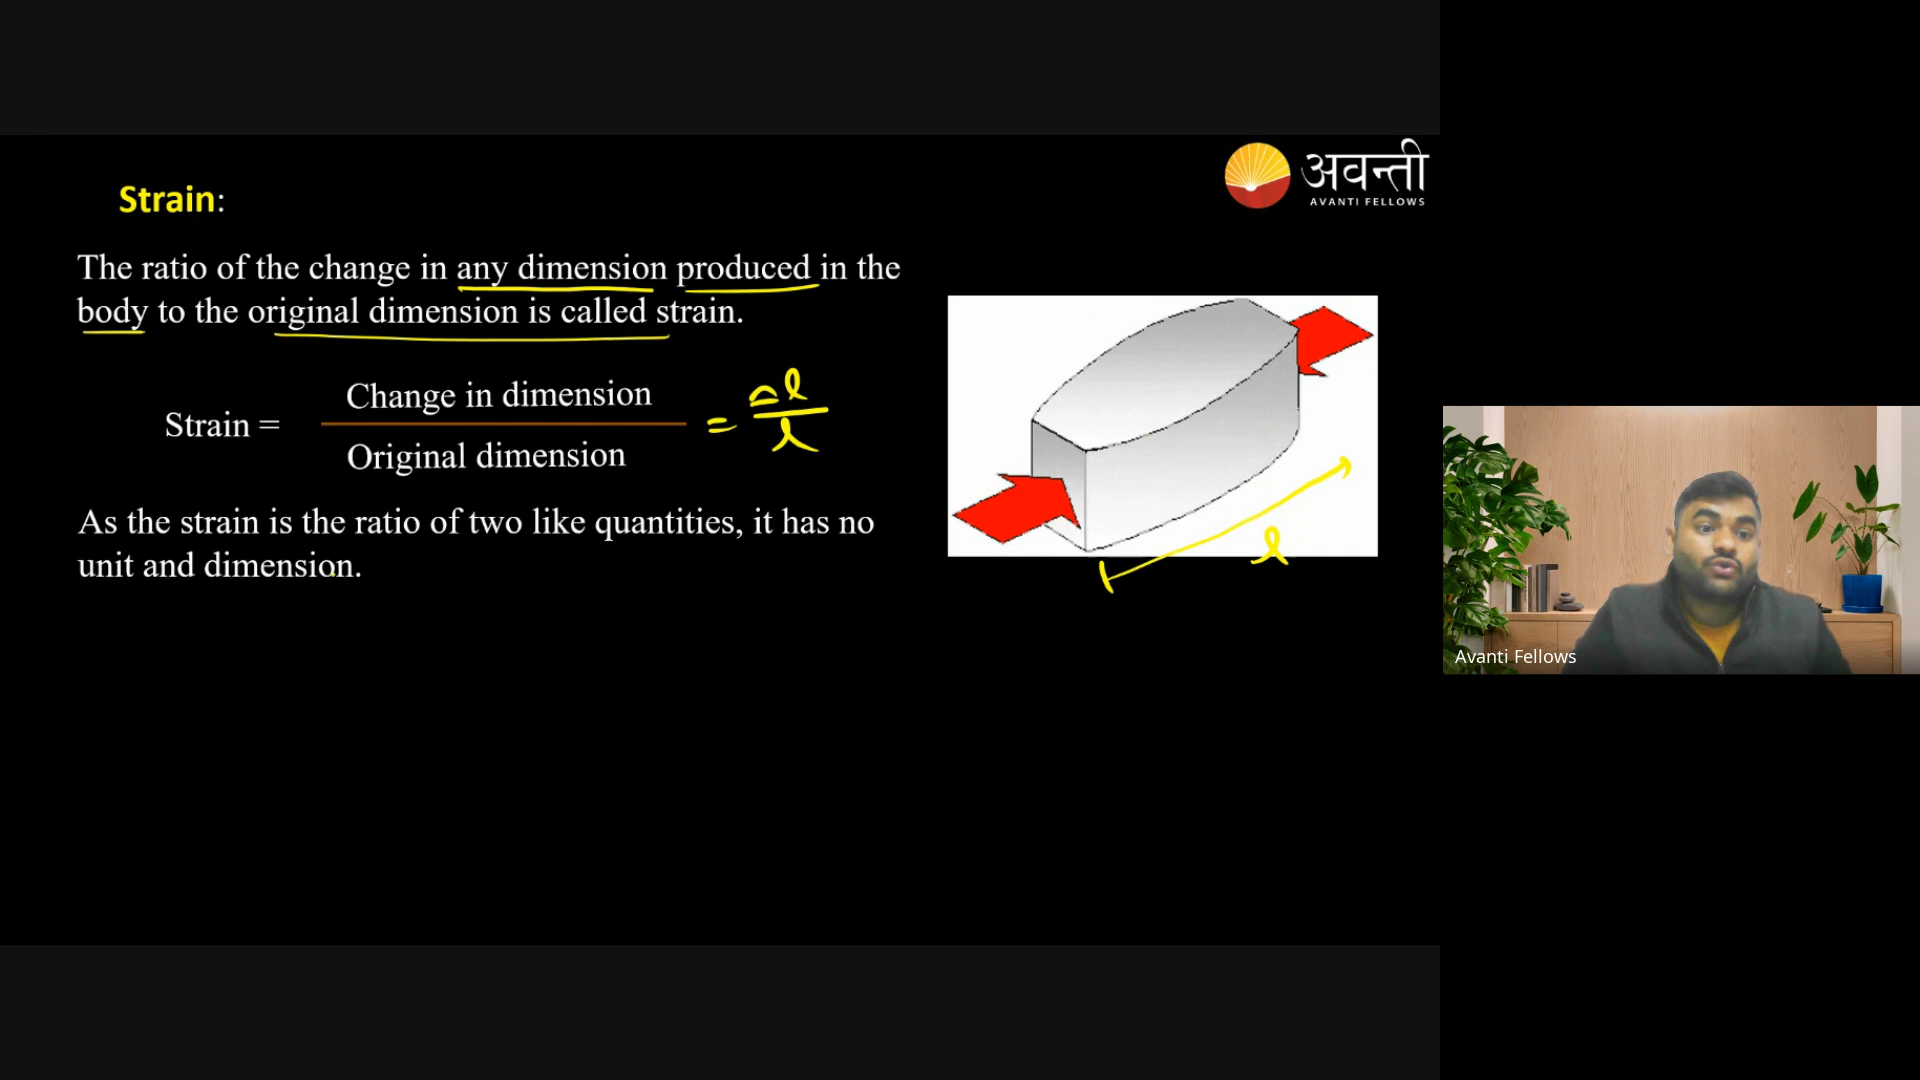 Strain:
अवन्ती
AVANTI FELLOWS
The ratio of the change in any dimension produced in the
body to the original dimension is called strain.
Strain = Change in dimension / Original dimension = Δl / l
As the strain is the ratio of two like quantities, it has no
unit and dimension.
l
Avanti Fellows